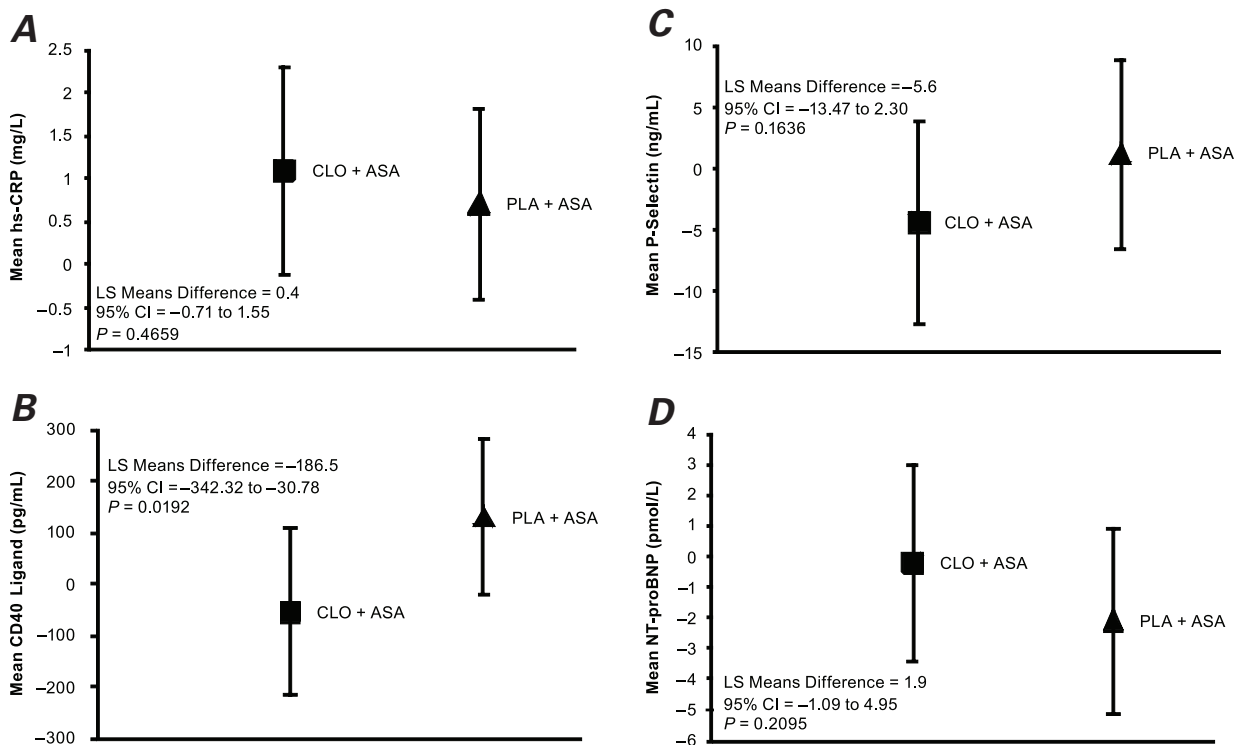 A
Mean hs-CRP (mg/L)
2.5
2
1.5
1
0.5
0
–0.5
–1
CLO + ASA
PLA + ASA
LS Means Difference = 0.4
95% CI = –0.71 to 1.55
P = 0.4659
B
Mean CD40 Ligand (pg/mL)
300
200
100
0
–100
–200
–300
LS Means Difference = –186.5
95% CI = –342.32 to –30.78
P = 0.0192
PLA + ASA
CLO + ASA
C
Mean P-Selectin (ng/mL)
10
5
0
–5
–10
–15
LS Means Difference = –5.6
95% CI = –13.47 to 2.30
P = 0.1636
PLA + ASA
CLO + ASA
D
Mean NT-proBNP (pmol/L)
4
3
2
1
0
–1
–2
–3
–4
–5
–6
CLO + ASA
PLA + ASA
LS Means Difference = 1.9
95% CI = –1.09 to 4.95
P = 0.2095